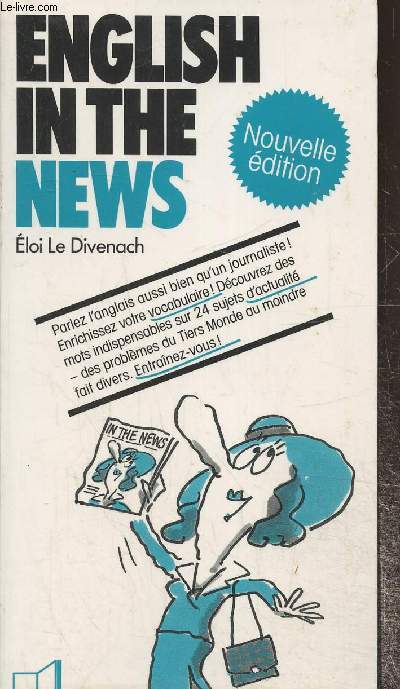 Le-livre.com
ENGLISH
IN THE
NEWS
Nouvelle
édition
Éloi Le Divenach
Parlez l'anglais aussi bien qu'un journaliste !
Enrichissez votre vocabulaire ! Découvrez des
mots indispensables sur 24 sujets d'actualité
– des problèmes du Tiers Monde au moindre
fait divers. Entraînez-vous !
IN THE NEWS